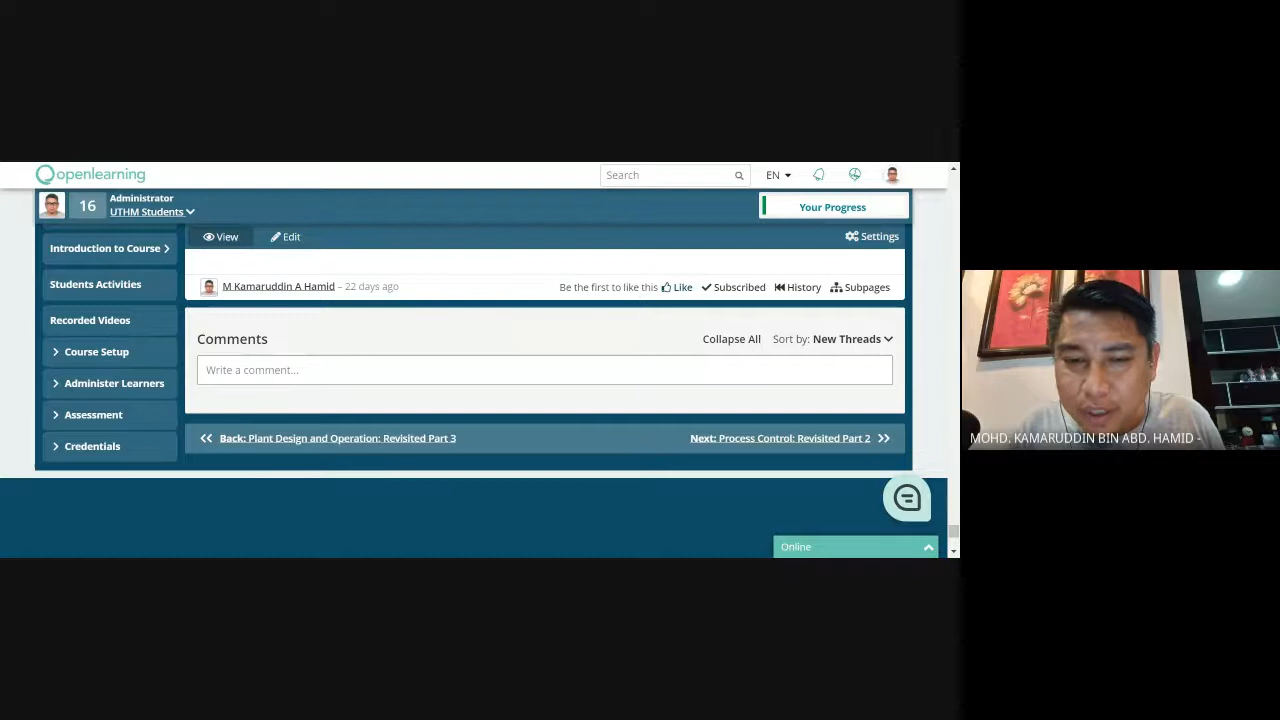 openlearning
Search
EN
16
Administrator
UTHM Students
Your Progress
Introduction to Course
Students Activities
Recorded Videos
Course Setup
Administer Learners
Assessment
Credentials
View
Edit
Settings
M Kamaruddin A Hamid – 22 days ago
Be the first to like this Like Subscribed History Subpages
Comments
Collapse All Sort by: New Threads
Write a comment...
Back: Plant Design and Operation: Revisited Part 3
Next: Process Control: Revisited Part 2
Online
MOHD. KAMARUDDIN BIN ABD. HAMID -